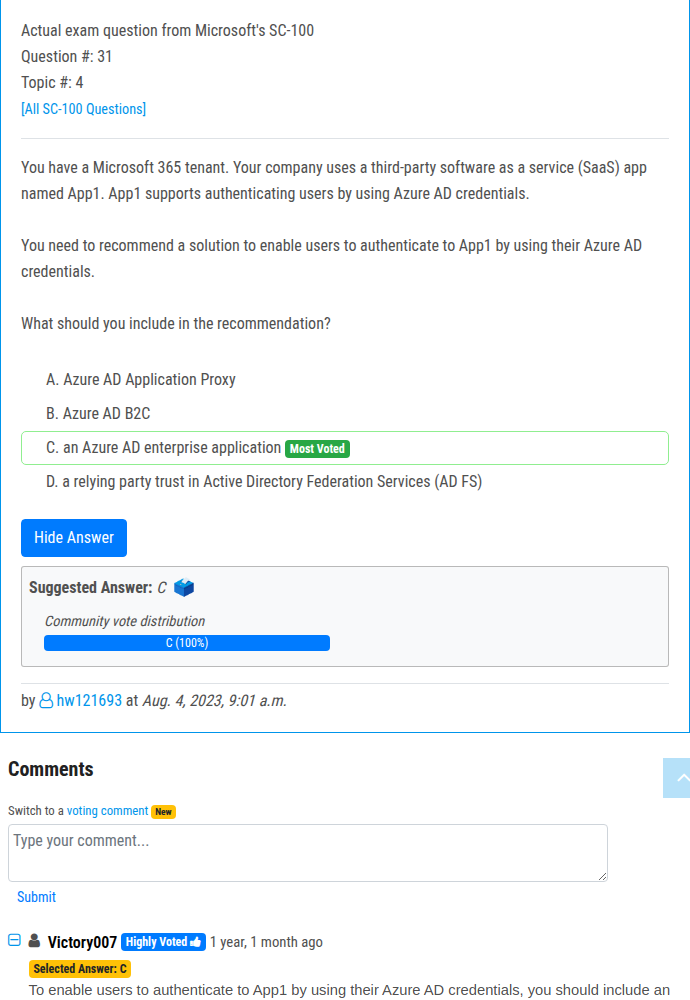 Actual exam question from Microsoft's SC-100
Question #: 31
Topic #: 4
[All SC-100 Questions]
You have a Microsoft 365 tenant. Your company uses a third-party software as a service (SaaS) app
named App1. App1 supports authenticating users by using Azure AD credentials.
You need to recommend a solution to enable users to authenticate to App1 by using their Azure AD
credentials.
What should you include in the recommendation?
A. Azure AD Application Proxy
B. Azure AD B2C
C. an Azure AD enterprise application Most Voted
D. a relying party trust in Active Directory Federation Services (AD FS)
Hide Answer
Suggested Answer: C
Community vote distribution
C (100%)
by hw121693 at Aug. 4, 2023, 9:01 a.m.
Comments
Switch to a voting comment New
Type your comment...
Submit
Victory007 Highly Voted 1 year, 1 month ago
Selected Answer: C
To enable users to authenticate to App1 by using their Azure AD credentials, you should include an